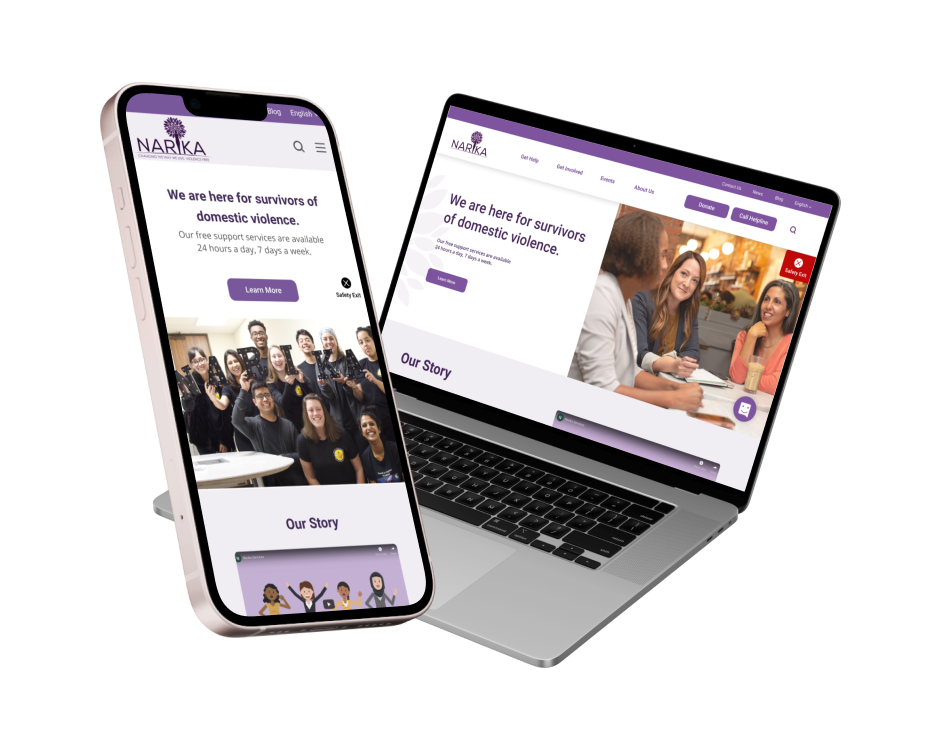 Blog English
NARIKA
We are here for survivors of
domestic violence.
Our free support services are available
24 hours a day, 7 days a week.
Learn More
Safety Exit
NARIKA
Our Story
Contact Us News Blog English
NARIKA
Get Help Get Involved Events About Us
Donate Call Helpline
We are here for survivors
of domestic violence.
Our free support services are available
24 hours a day, 7 days a week.
Learn More
Safety Exit
Our Story